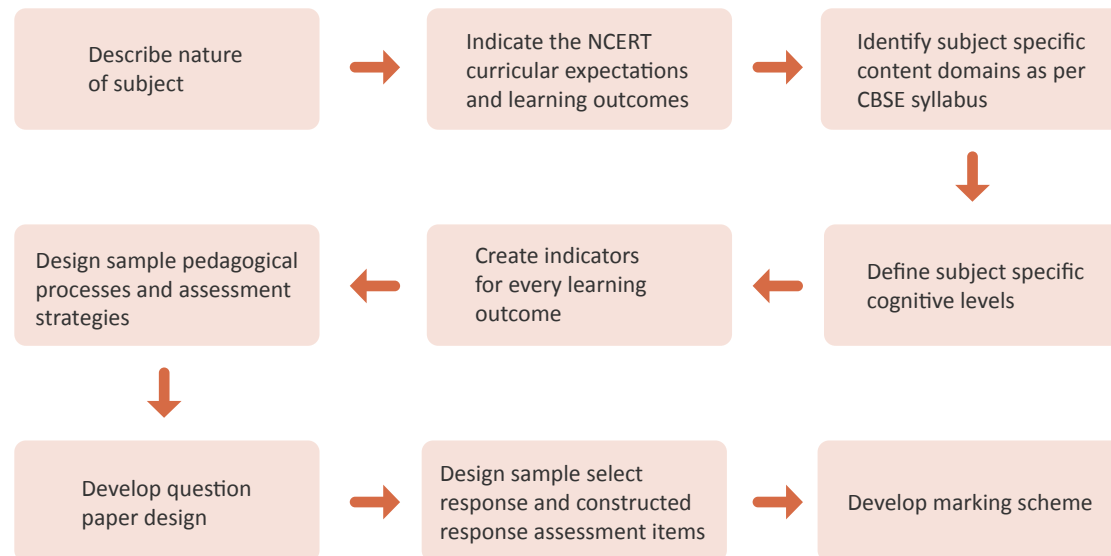 Describe nature
of subject
Indicate the NCERT
curricular expectations
and learning outcomes
Identify subject specific
content domains as per
CBSE syllabus
Define subject specific
cognitive levels
Create indicators
for every learning
outcome
Design sample pedagogical
processes and assessment
strategies
Develop question
paper design
Design sample select
response and constructed
response assessment items
Develop marking scheme